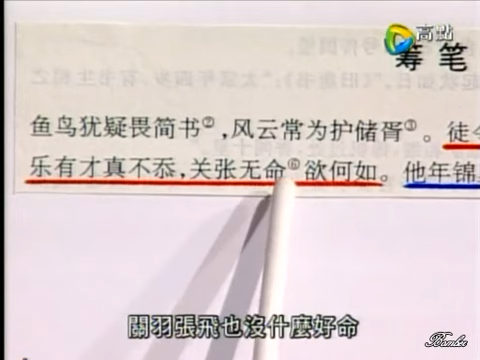 高點
筹笔
鱼鸟犹疑畏简书②,风云常为护储胥③。徒
乐有才真不忝,关张无命⑥欲何如。他年锦
關羽張飛也沒什麼好命